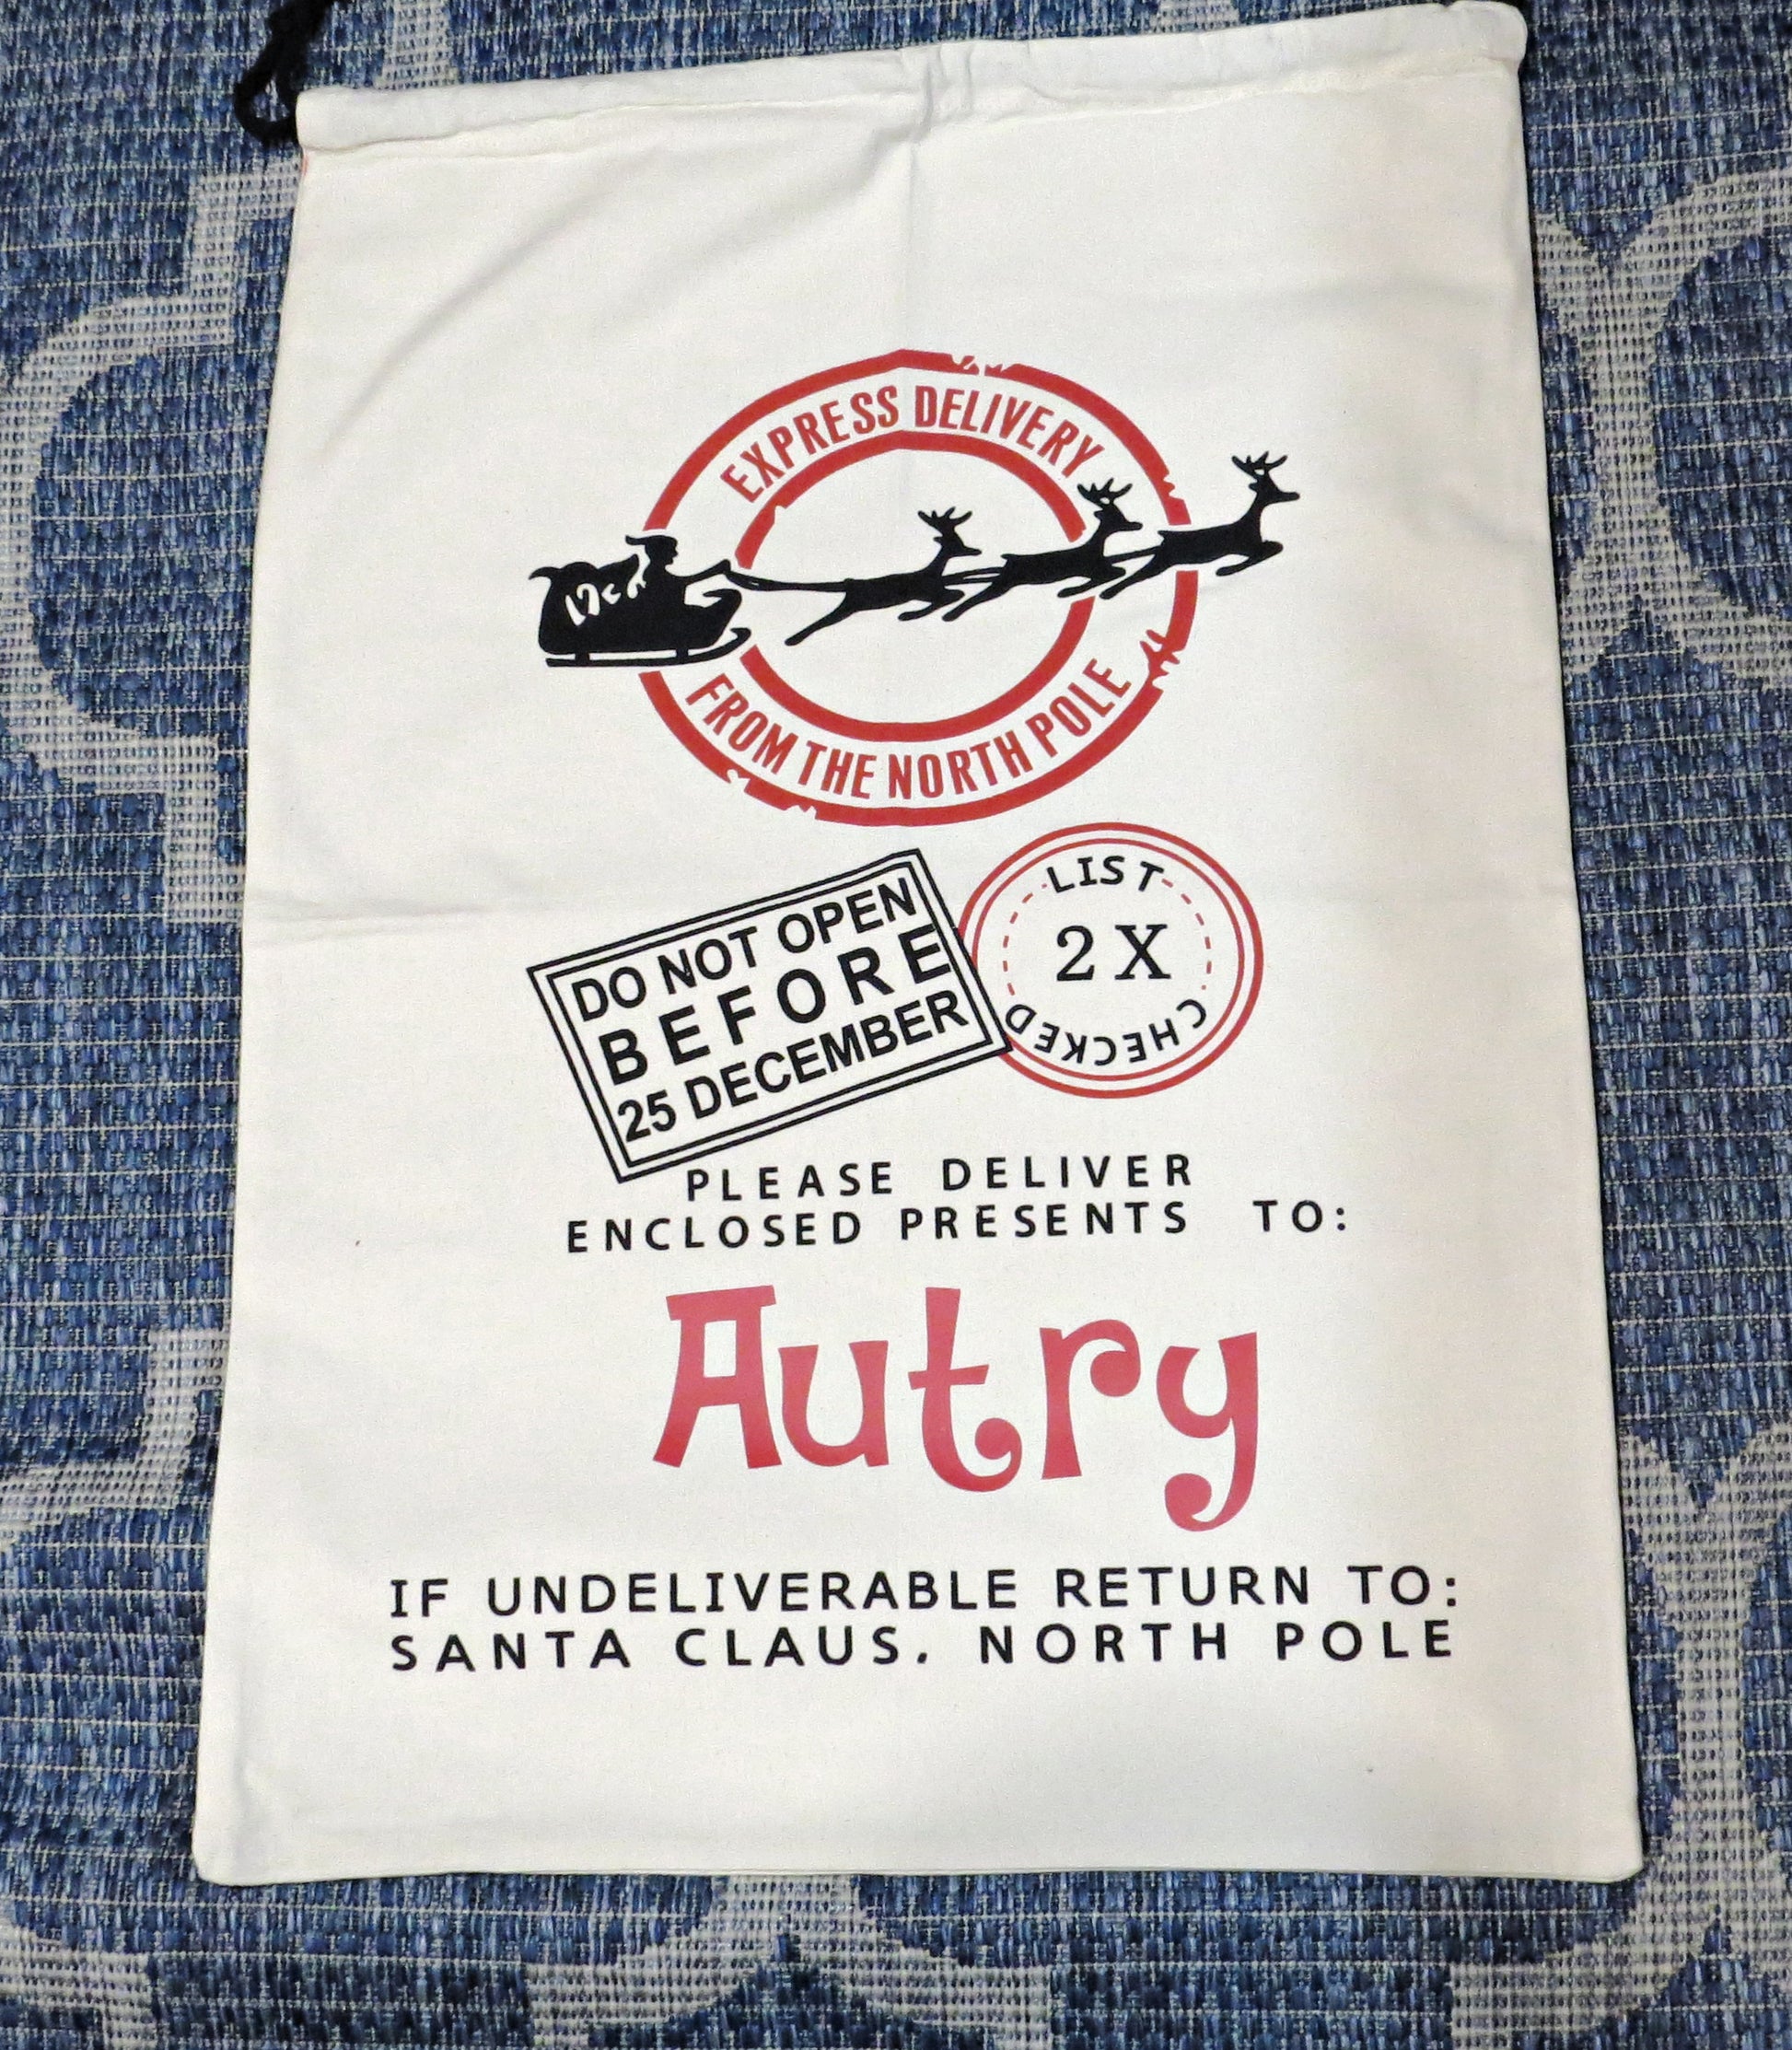 EXPRESS DELIVERY
FROM THE NORTH POLE
DO NOT OPEN
BEFORE
25 DECEMBER
LIST
2X
CHECKED
PLEASE DELIVER
ENCLOSED PRESENTS TO:
Autry
IF UNDELIVERABLE RETURN TO:
SANTA CLAUS. NORTH POLE